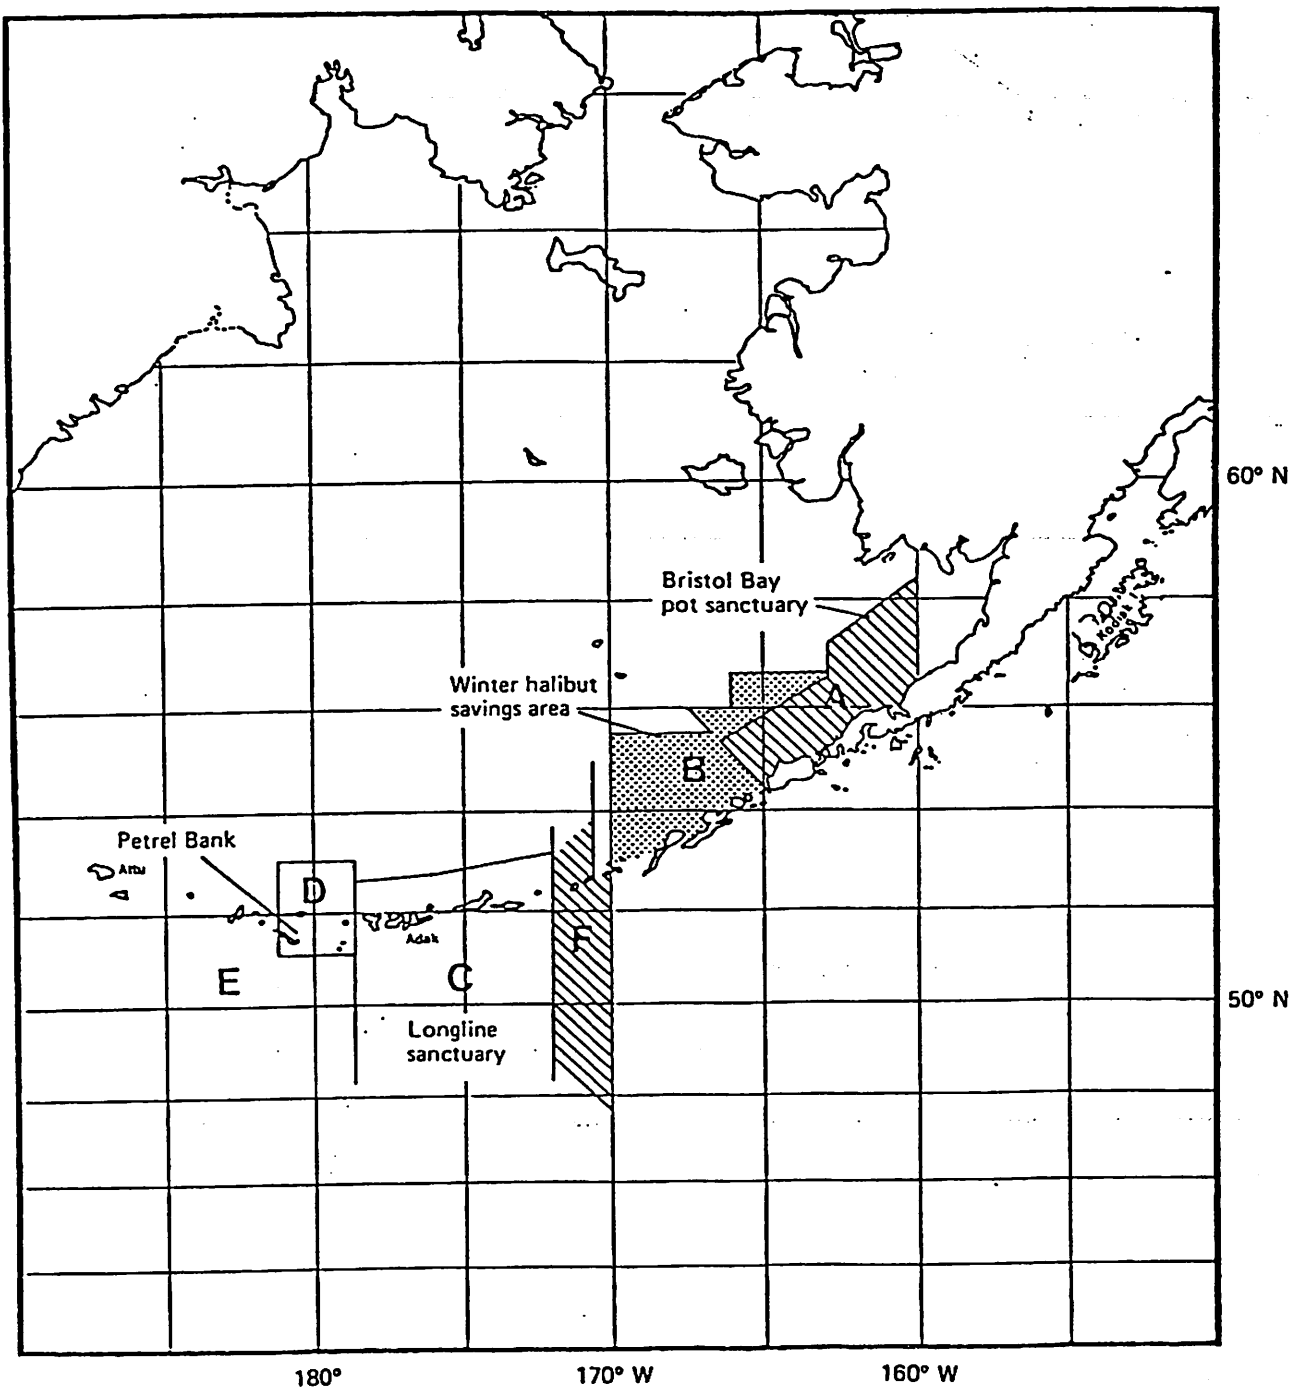 60° N
Bristol Bay
pot sanctuary
Kodiak I
Winter halibut
savings area
A
B
Petrel Bank
Attu
D
Adak
F
E
C
50° N
Longline
sanctuary
180°
170° W
160° W